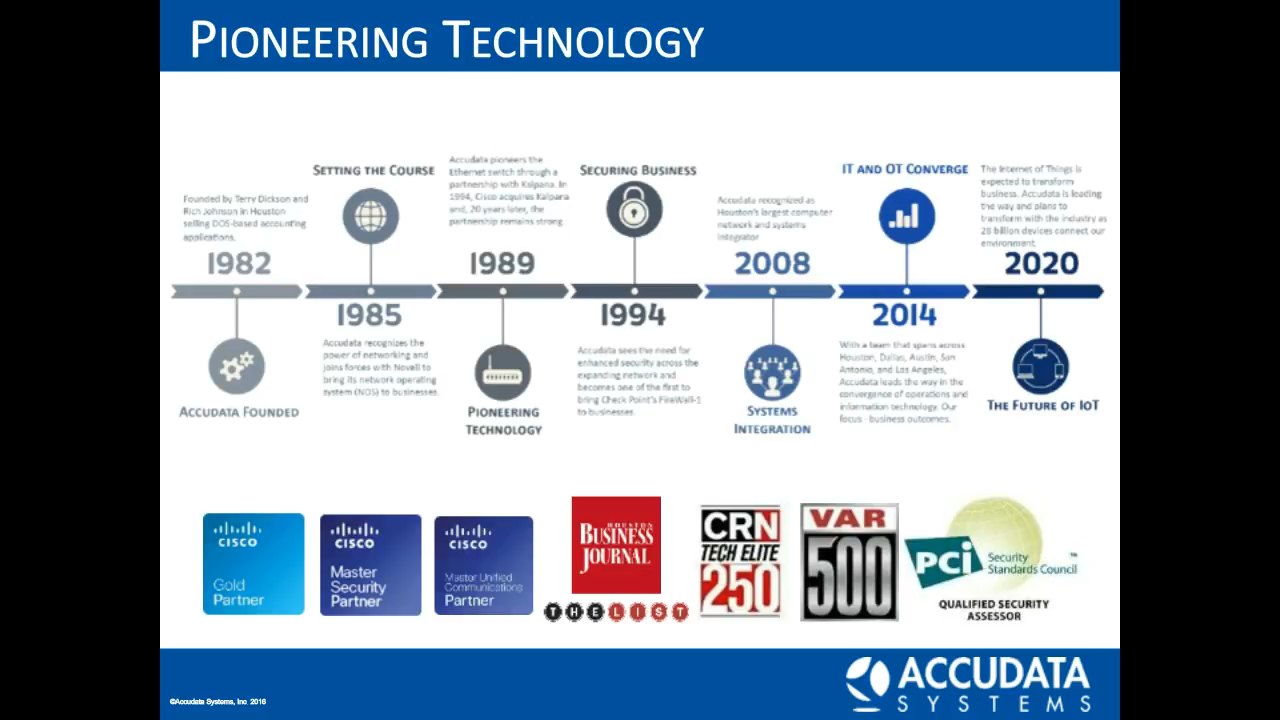 PIONEERING TECHNOLOGY
Founded by Terry Dickson and
Rich Johnson in Houston
selling DOS-based accounting
applications.
1982
ACCUDATA FOUNDED
SETTING THE COURSE
1985
Accudata recognizes the
power of networking and
joins forces with Novell to
bring its network operating
system (NOS) to businesses.
Accudata pioneers the
Ethernet switch through a
partnership with Kalpana. In
1994, Cisco acquires Kalpana
and, 20 years later, the
partnership remains strong.
1989
PIONEERING
TECHNOLOGY
SECURING BUSINESS
1994
Accudata sees the need for
enhanced security across the
expanding network and
becomes one of the first to
bring Check Point's FireWall-1
to businesses.
Accudata recognized as
Houston's largest computer
network and systems
integrator
2008
SYSTEMS
INTEGRATION
IT AND OT CONVERGE
2014
With a team that spans across
Houston, Dallas, Austin, San
Antonio, and Los Angeles,
Accudata leads the way in the
convergence of operations and
information technology. Our
focus - business outcomes.
The Internet of Things is
expected to transform
business. Accudata is leading
the way and plans to
transform with the industry as
28 billion devices connect our
environment.
2020
THE FUTURE OF IOT
CISCO
Gold
Partner
CISCO
Master
Security
Partner
CISCO
Master Unified
Communications
Partner
HOUSTON
BUSINESS
JOURNAL
THE LIST
CRN
TECH ELITE
250
VAR
500
PCi
Security
Standards Council
™
QUALIFIED SECURITY
ASSESSOR
©Accudata Systems, Inc 2016
ACCUDATA
SYSTEMS